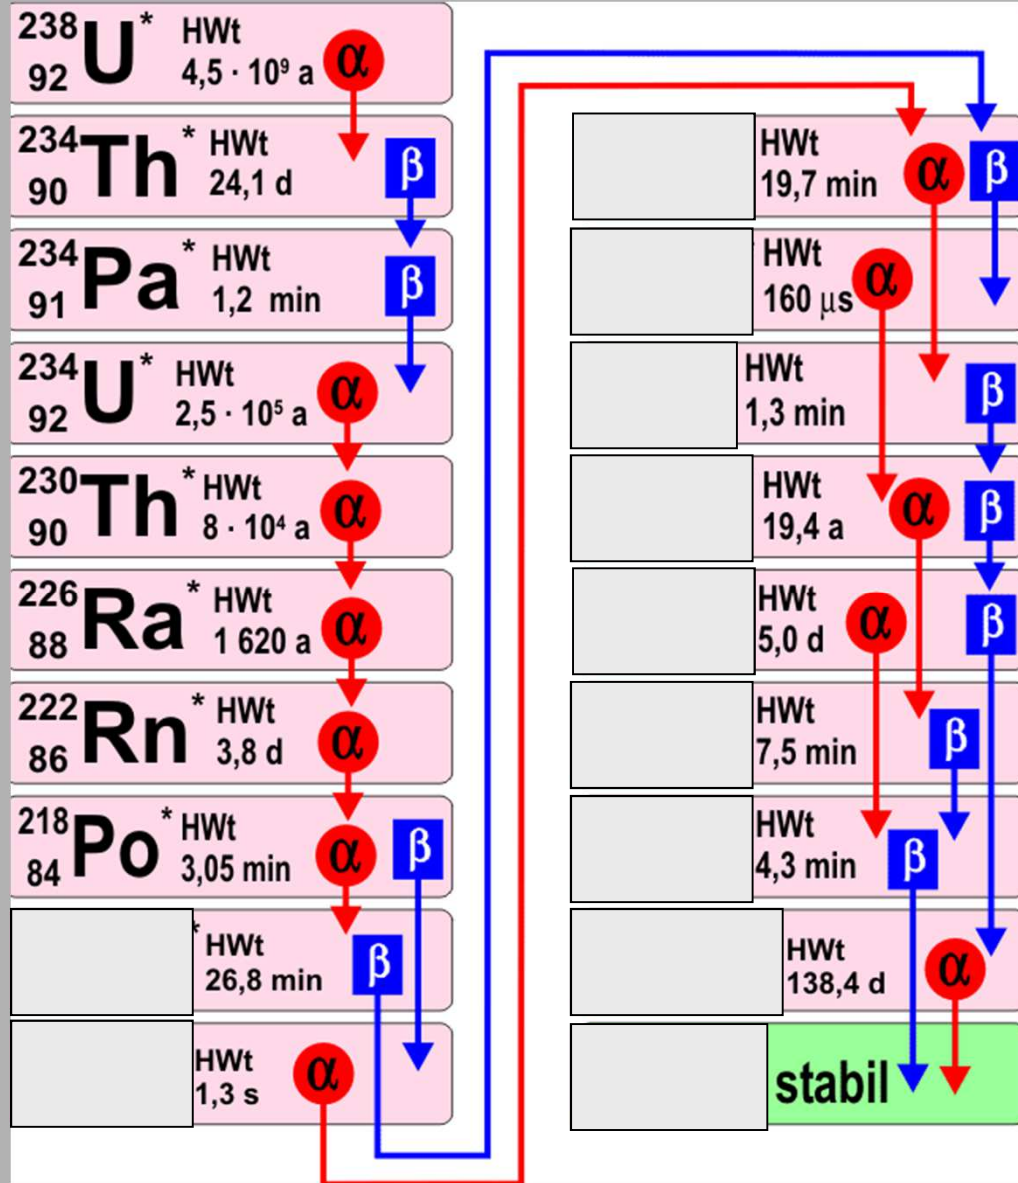 238 U* HWt
92 4,5 · 10⁹ a α
234 Th* HWt
90 24,1 d β
234 Pa* HWt
91 1,2 min β
234 U* HWt
92 2,5 · 10⁵ a α
230 Th* HWt
90 8 · 10⁴ a α
226 Ra* HWt
88 1 620 a α
222 Rn* HWt
86 3,8 d α
218 Po* HWt
84 3,05 min α β
* HWt
26,8 min β
HWt
1,3 s α
HWt
19,7 min α β
HWt
160 μs α
HWt
1,3 min β
HWt
19,4 a α β
HWt
5,0 d α β
HWt
7,5 min β
HWt
4,3 min β
HWt
138,4 d α
stabil